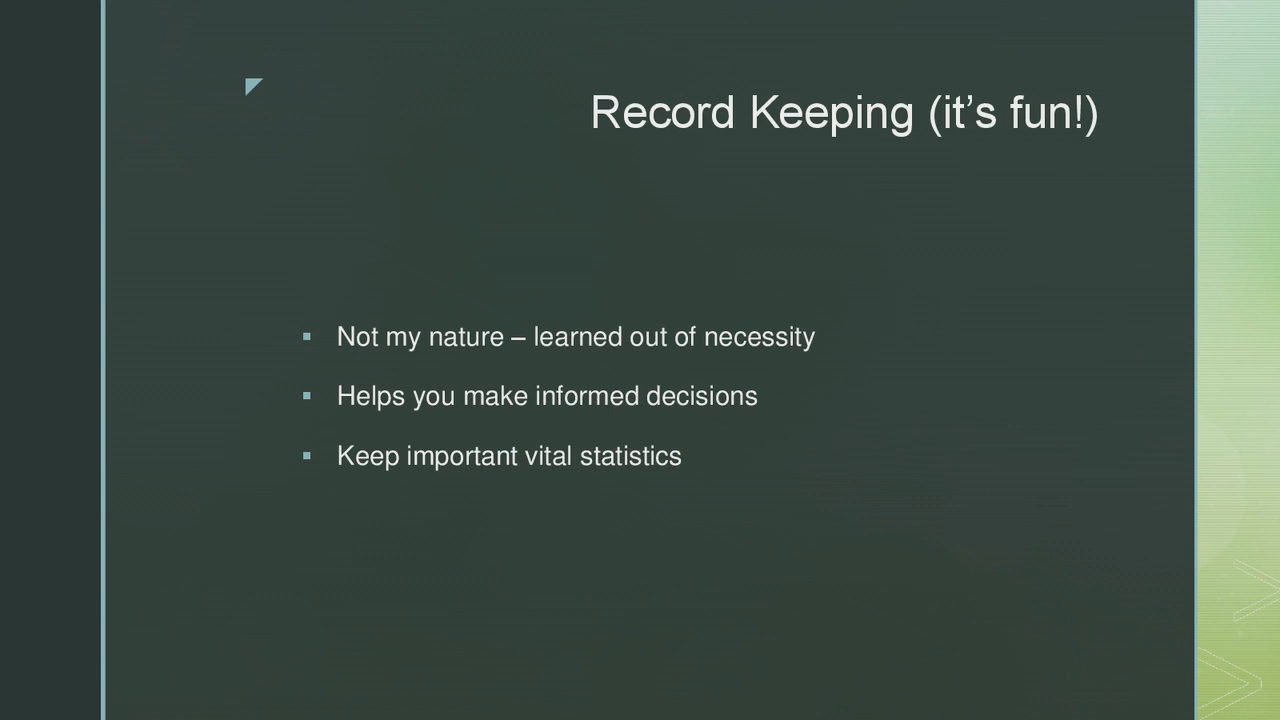 Record Keeping (it’s fun!)
▪ Not my nature – learned out of necessity
▪ Helps you make informed decisions
▪ Keep important vital statistics